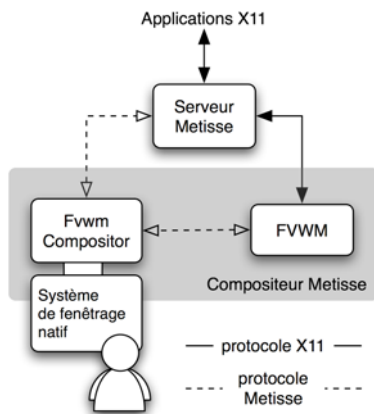 Applications X11
Serveur
Metisse
Fvwm
Compositor
FVWM
Compositeur Metisse
Système
de fenêtrage
natif
protocole X11
protocole
Metisse